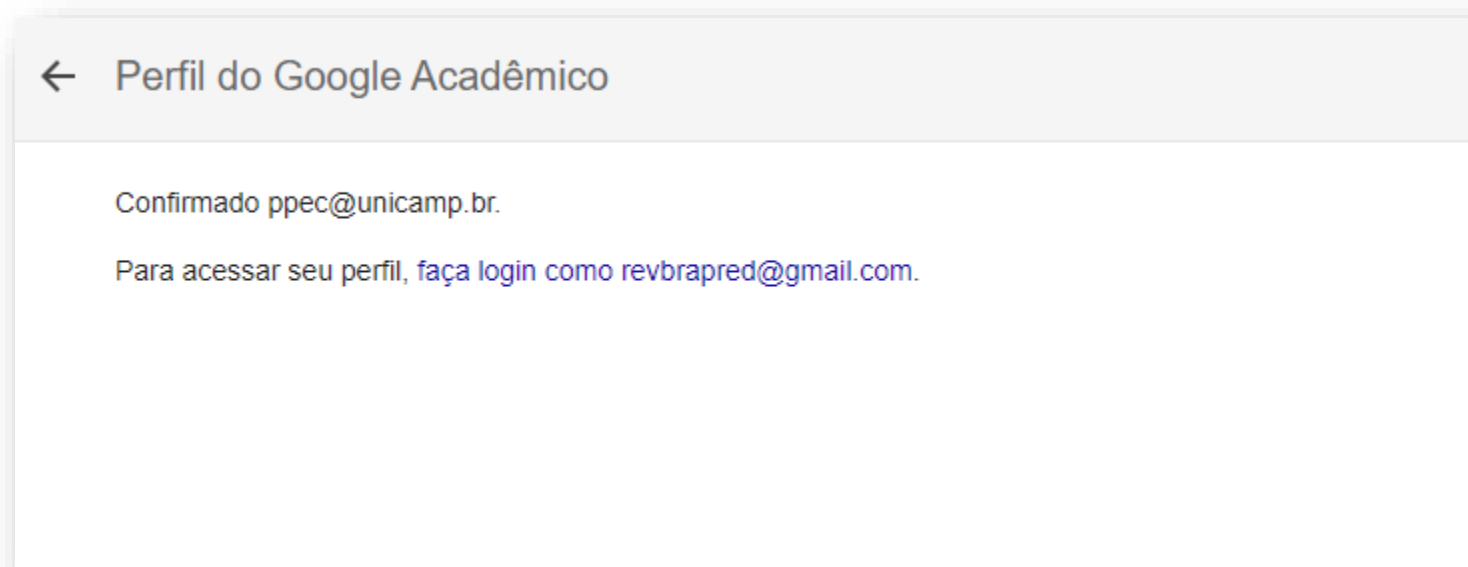 Perfil do Google Acadêmico
Confirmado ppec@unicamp.br.
Para acessar seu perfil, faça login como revbrapred@gmail.com.